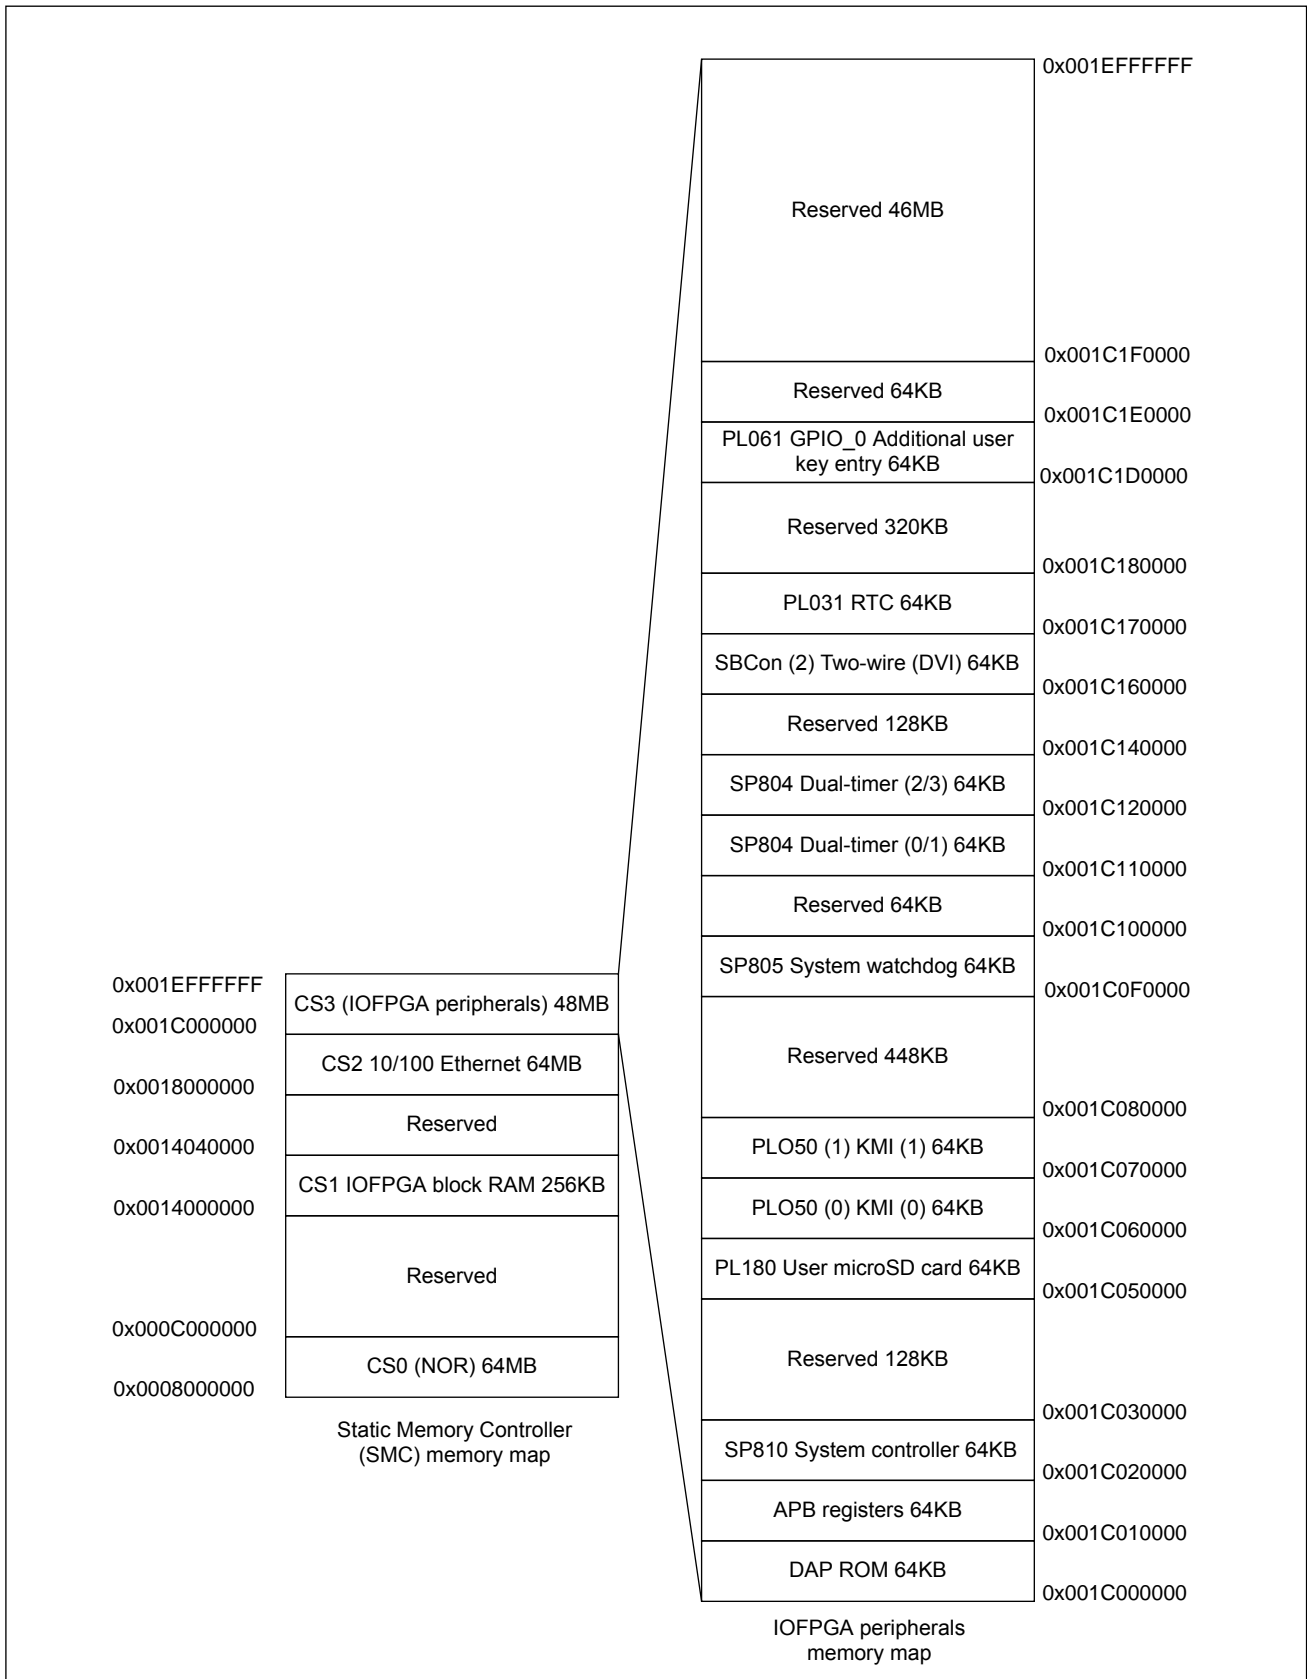 0x001EFFFFFF
Reserved 46MB
0x001C1F0000
Reserved 64KB
0x001C1E0000
PL061 GPIO_0 Additional user
key entry 64KB
0x001C1D0000
Reserved 320KB
0x001C180000
PL031 RTC 64KB
0x001C170000
SBCon (2) Two-wire (DVI) 64KB
0x001C160000
Reserved 128KB
0x001C140000
SP804 Dual-timer (2/3) 64KB
0x001C120000
SP804 Dual-timer (0/1) 64KB
0x001C110000
Reserved 64KB
0x001C100000
SP805 System watchdog 64KB
0x001C0F0000
Reserved 448KB
0x001C080000
PLO50 (1) KMI (1) 64KB
0x001C070000
PLO50 (0) KMI (0) 64KB
0x001C060000
PL180 User microSD card 64KB
0x001C050000
Reserved 128KB
0x001C030000
SP810 System controller 64KB
0x001C020000
APB registers 64KB
0x001C010000
DAP ROM 64KB
0x001C000000
IOFPGA peripherals
memory map
0x001EFFFFFF
CS3 (IOFPGA peripherals) 48MB
0x001C000000
CS2 10/100 Ethernet 64MB
0x0018000000
Reserved
0x0014040000
CS1 IOFPGA block RAM 256KB
0x0014000000
Reserved
0x000C000000
CS0 (NOR) 64MB
0x0008000000
Static Memory Controller
(SMC) memory map